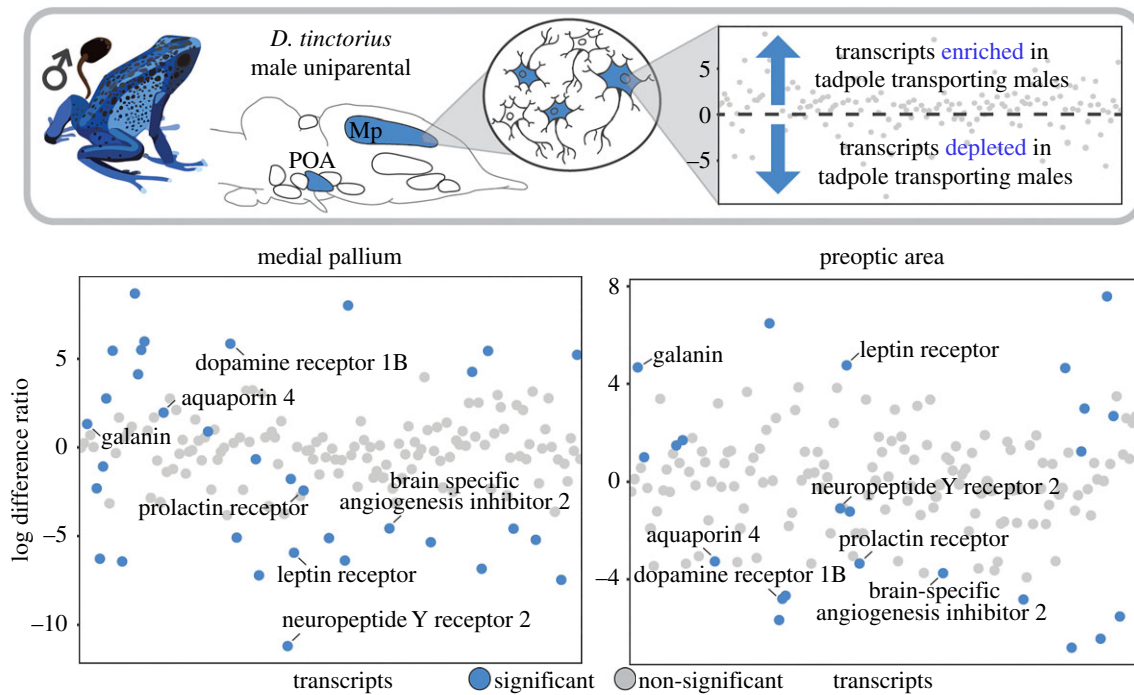 ♂
D. tinctorius
male uniparental
Mp
POA
5
0
−5
transcripts enriched in
tadpole transporting males
transcripts depleted in
tadpole transporting males
medial pallium
log difference ratio
5
0
−5
−10
dopamine receptor 1B
aquaporin 4
galanin
brain specific
angiogenesis inhibitor 2
prolactin receptor
leptin receptor
neuropeptide Y receptor 2
transcripts
preoptic area
8
4
0
−4
galanin
leptin receptor
neuropeptide Y receptor 2
aquaporin 4
prolactin receptor
dopamine receptor 1B
brain-specific
angiogenesis inhibitor 2
transcripts
significant
non-significant